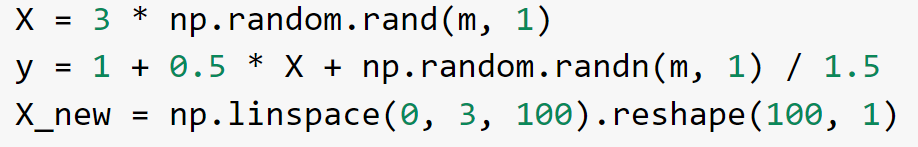 X = 3 * np.random.rand(m, 1)
y = 1 + 0.5 * X + np.random.randn(m, 1) / 1.5
X_new = np.linspace(0, 3, 100).reshape(100, 1)